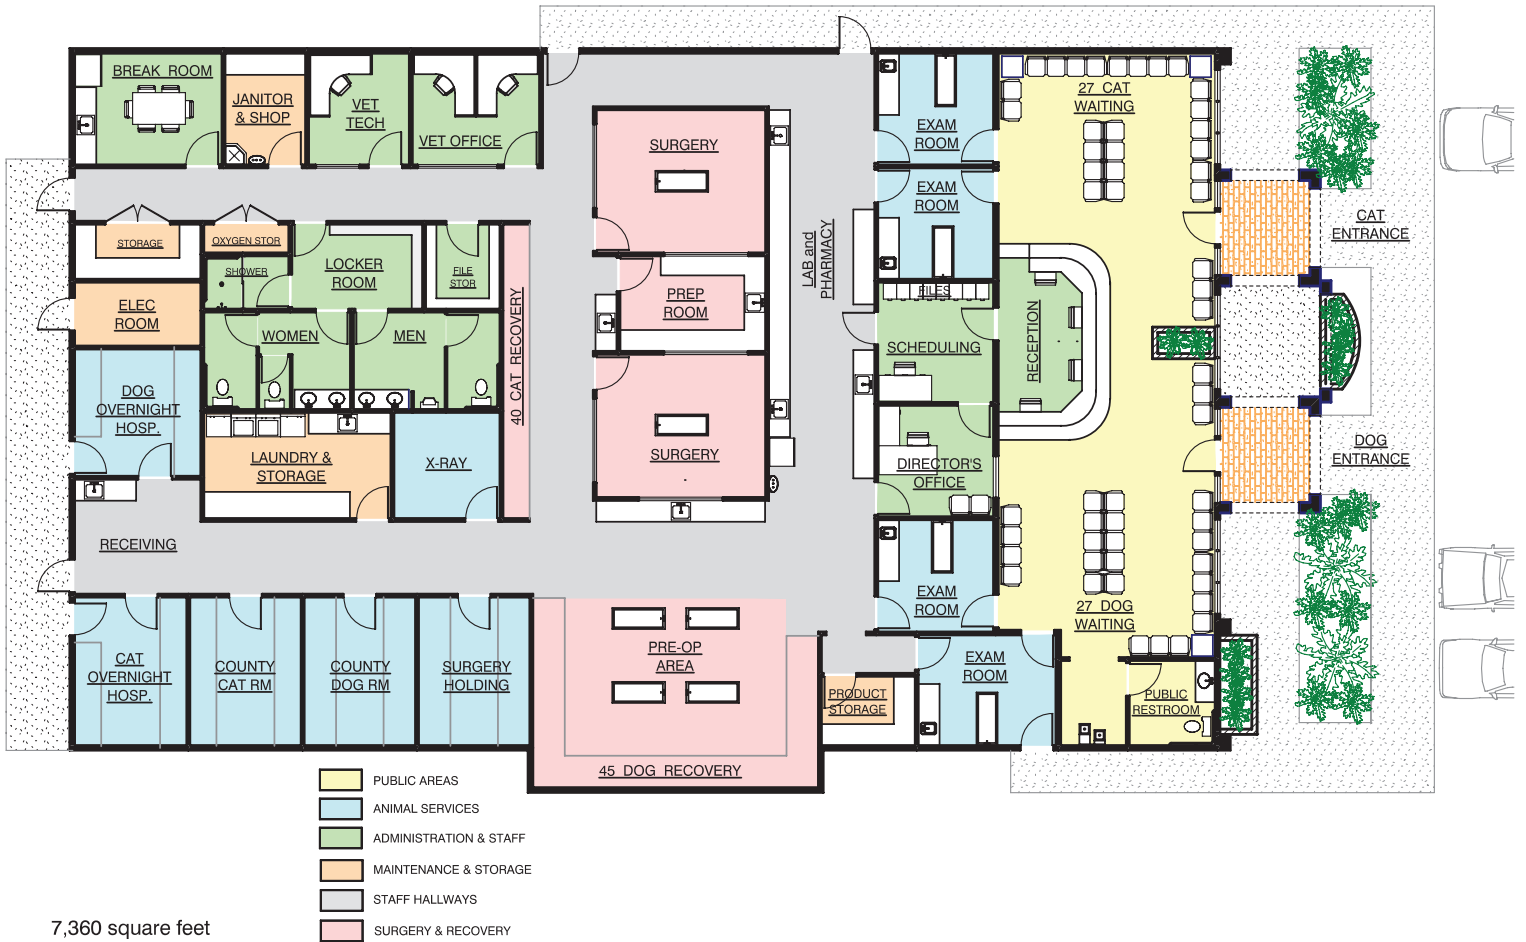 BREAK ROOM
JANITOR
& SHOP
VET
TECH
VET OFFICE
SURGERY
EXAM
ROOM
27 CAT
WAITING
EXAM
ROOM
STORAGE
OXYGEN STOR
SHOWER
LOCKER
ROOM
FILE
STOR
LAB and
PHARMACY
CAT
ENTRANCE
ELEC
ROOM
WOMEN
MEN
40 CAT RECOVERY
PREP
ROOM
FILES
SCHEDULING
RECEPTION
DOG
OVERNIGHT
HOSP.
LAUNDRY &
STORAGE
X-RAY
SURGERY
DIRECTOR'S
OFFICE
DOG
ENTRANCE
RECEIVING
EXAM
ROOM
27 DOG
WAITING
CAT
OVERNIGHT
HOSP.
COUNTY
CAT RM
COUNTY
DOG RM
SURGERY
HOLDING
PRE-OP
AREA
EXAM
ROOM
PRODUCT
STORAGE
PUBLIC
RESTROOM
45 DOG RECOVERY
PUBLIC AREAS
ANIMAL SERVICES
ADMINISTRATION & STAFF
MAINTENANCE & STORAGE
STAFF HALLWAYS
SURGERY & RECOVERY
7,360 square feet